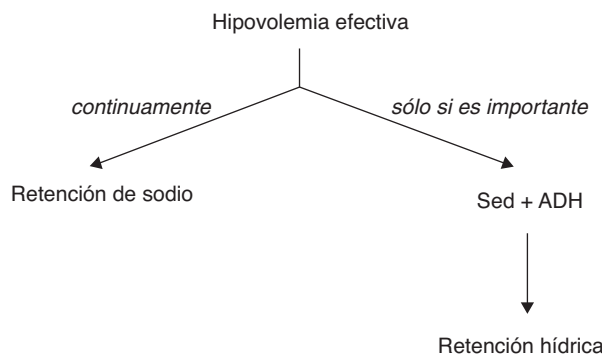 Hipovolemia efectiva
continuamente
sólo si es importante
Retención de sodio
Sed + ADH
Retención hídrica